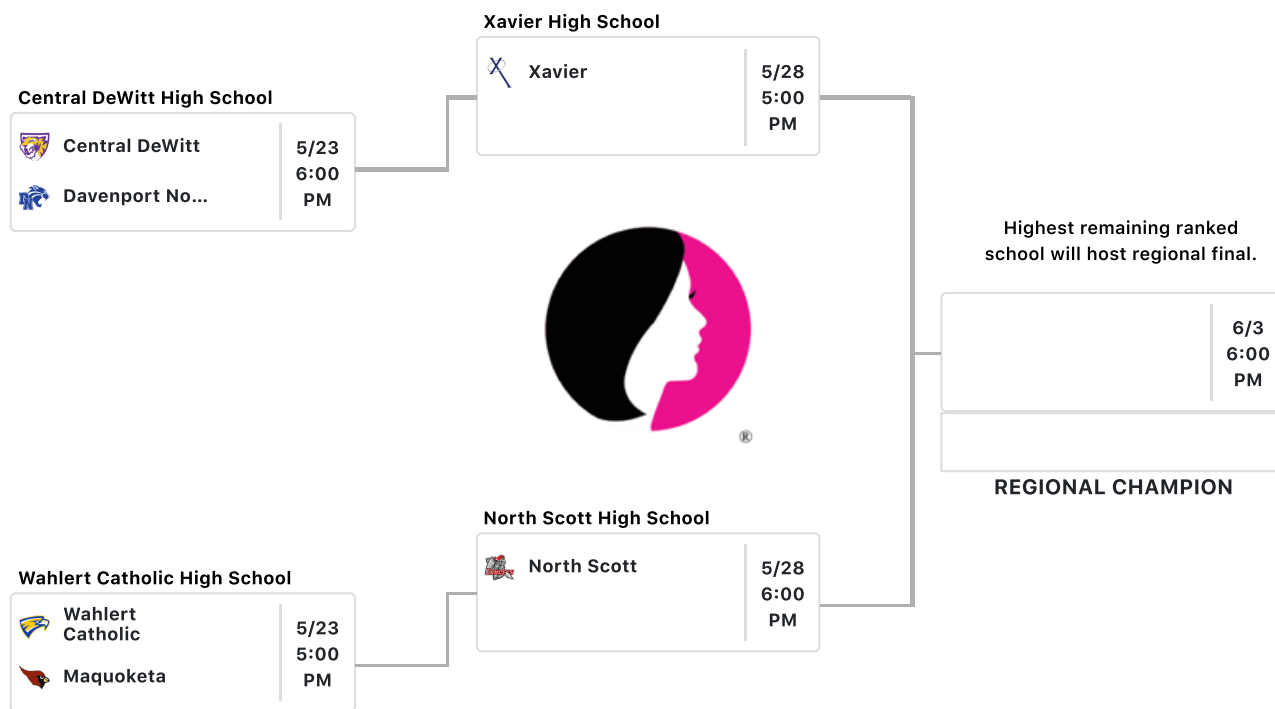 Xavier High School
Xavier
5/28
5:00
PM
Central DeWitt High School
Central DeWitt
Davenport No...
5/23
6:00
PM
Highest remaining ranked
school will host regional final.
6/3
6:00
PM
REGIONAL CHAMPION
®
North Scott High School
North Scott
5/28
6:00
PM
Wahlert Catholic High School
Wahlert
Catholic
Maquoketa
5/23
5:00
PM